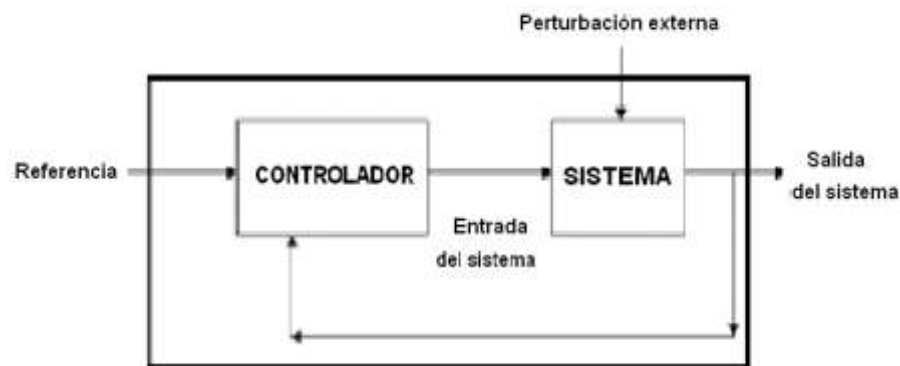 Perturbación externa
Referencia
CONTROLADOR
SISTEMA
Salida
del sistema
Entrada
del sistema